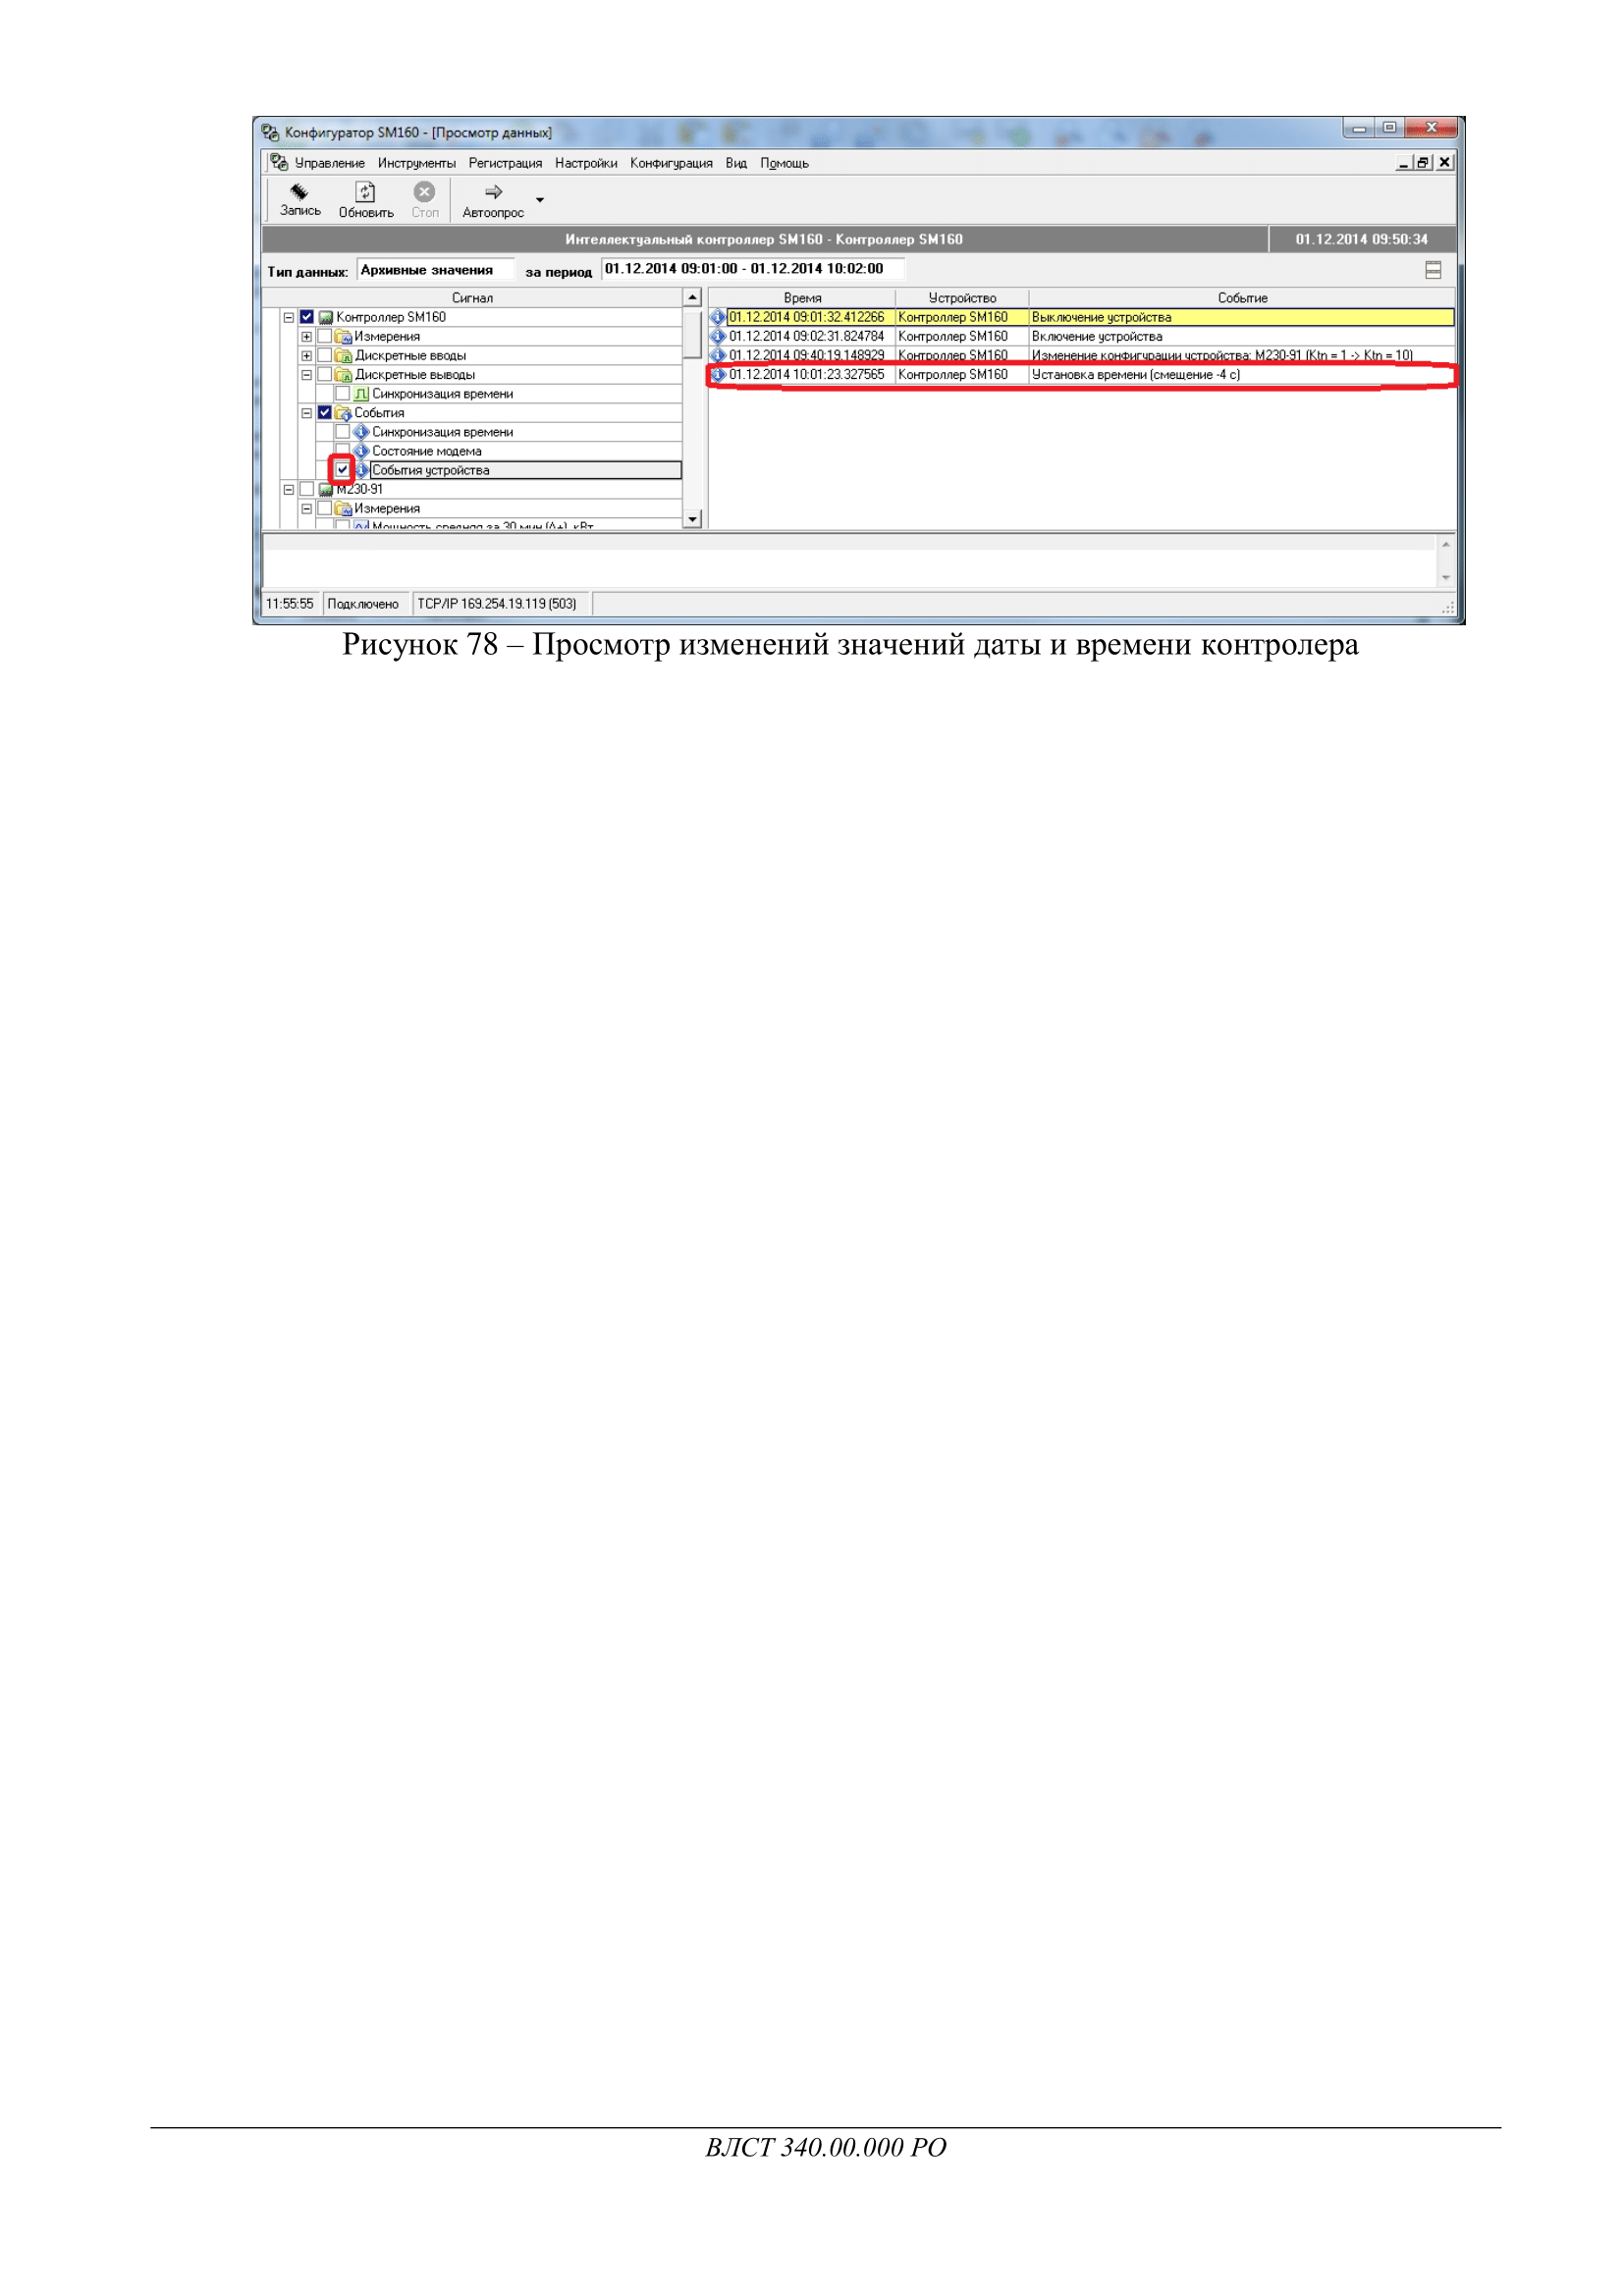 Конфигуратор SM160 - [Просмотр данных]
Управление Инструменты Регистрация Настройки Конфигурация Вид Помощь
Запись Обновить Стоп Автоопрос
Интеллектуальный контроллер SM160 - Контроллер SM160 01.12.2014 09:50:34
Тип данных: Архивные значения за период 01.12.2014 09:01:00 - 01.12.2014 10:02:00
Сигнал
Контроллер SM160
Измерения
Дискретные вводы
Дискретные выводы
Синхронизация времени
События
Синхронизация времени
Состояние модема
События устройства
М230-91
Измерения
Мощность средняя за 30 мин (А+), кВт
Время Устройство Событие
01.12.2014 09:01:32.412266 Контроллер SM160 Выключение устройства
01.12.2014 09:02:31.824784 Контроллер SM160 Включение устройства
01.12.2014 09:40:19.148929 Контроллер SM160 Изменение конфигурации устройства: М230-91 (Ktn = 1 -> Ktn = 10)
01.12.2014 10:01:23.327565 Контроллер SM160 Установка времени (смещение -4 с)
11:55:55 Подключено TCP/IP 169.254.19.119 (503)
Рисунок 78 – Просмотр изменений значений даты и времени контролера
ВЛСТ 340.00.000 РО